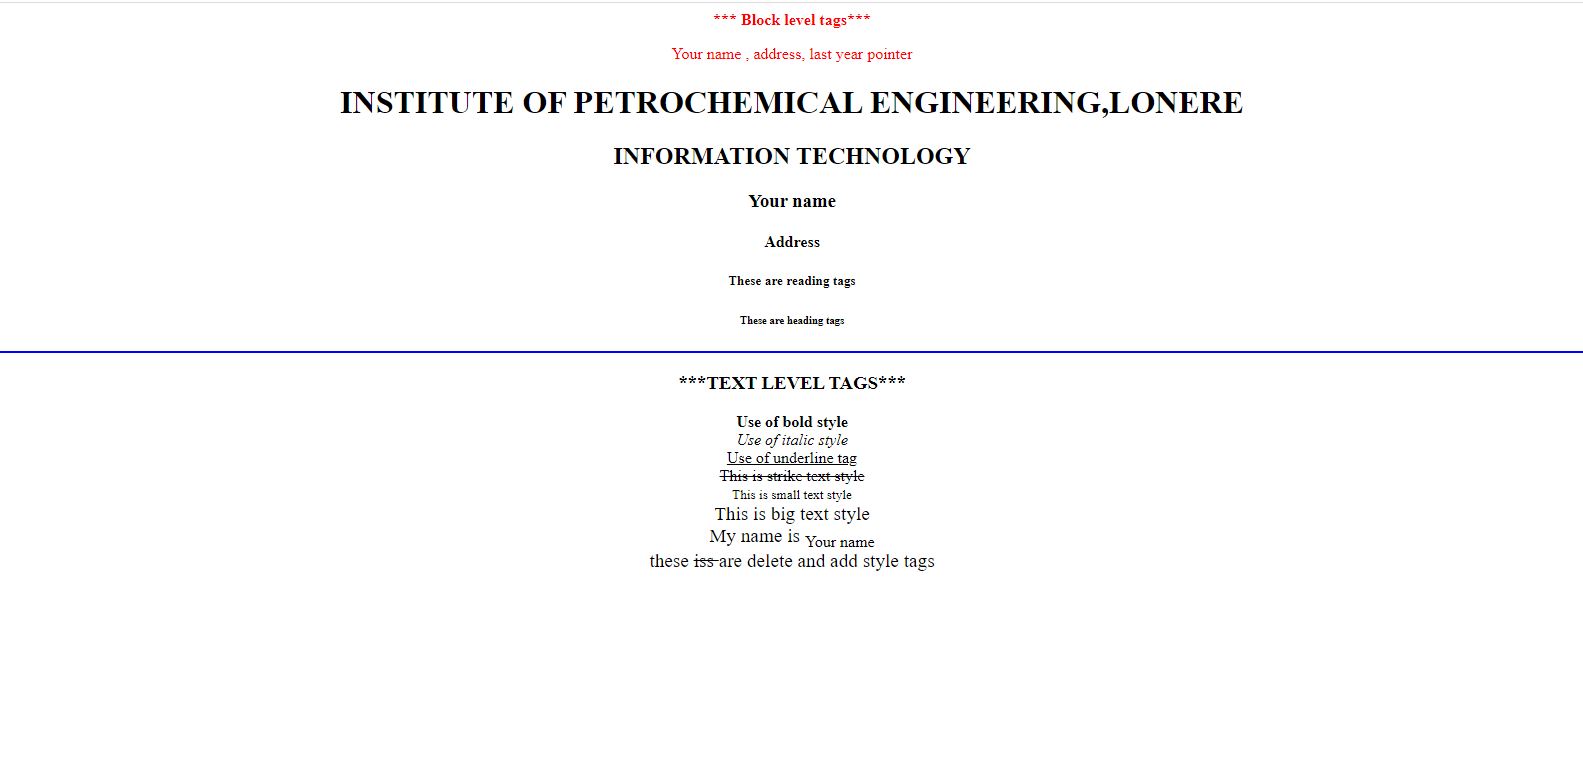 *** Block level tags***
Your name , address, last year pointer
INSTITUTE OF PETROCHEMICAL ENGINEERING,LONERE
INFORMATION TECHNOLOGY
Your name
Address
These are reading tags
These are heading tags
***TEXT LEVEL TAGS***
Use of bold style
Use of italic style
Use of underline tag
This is strike text style
This is small text style
This is big text style
My name is Your name
these iss are delete and add style tags